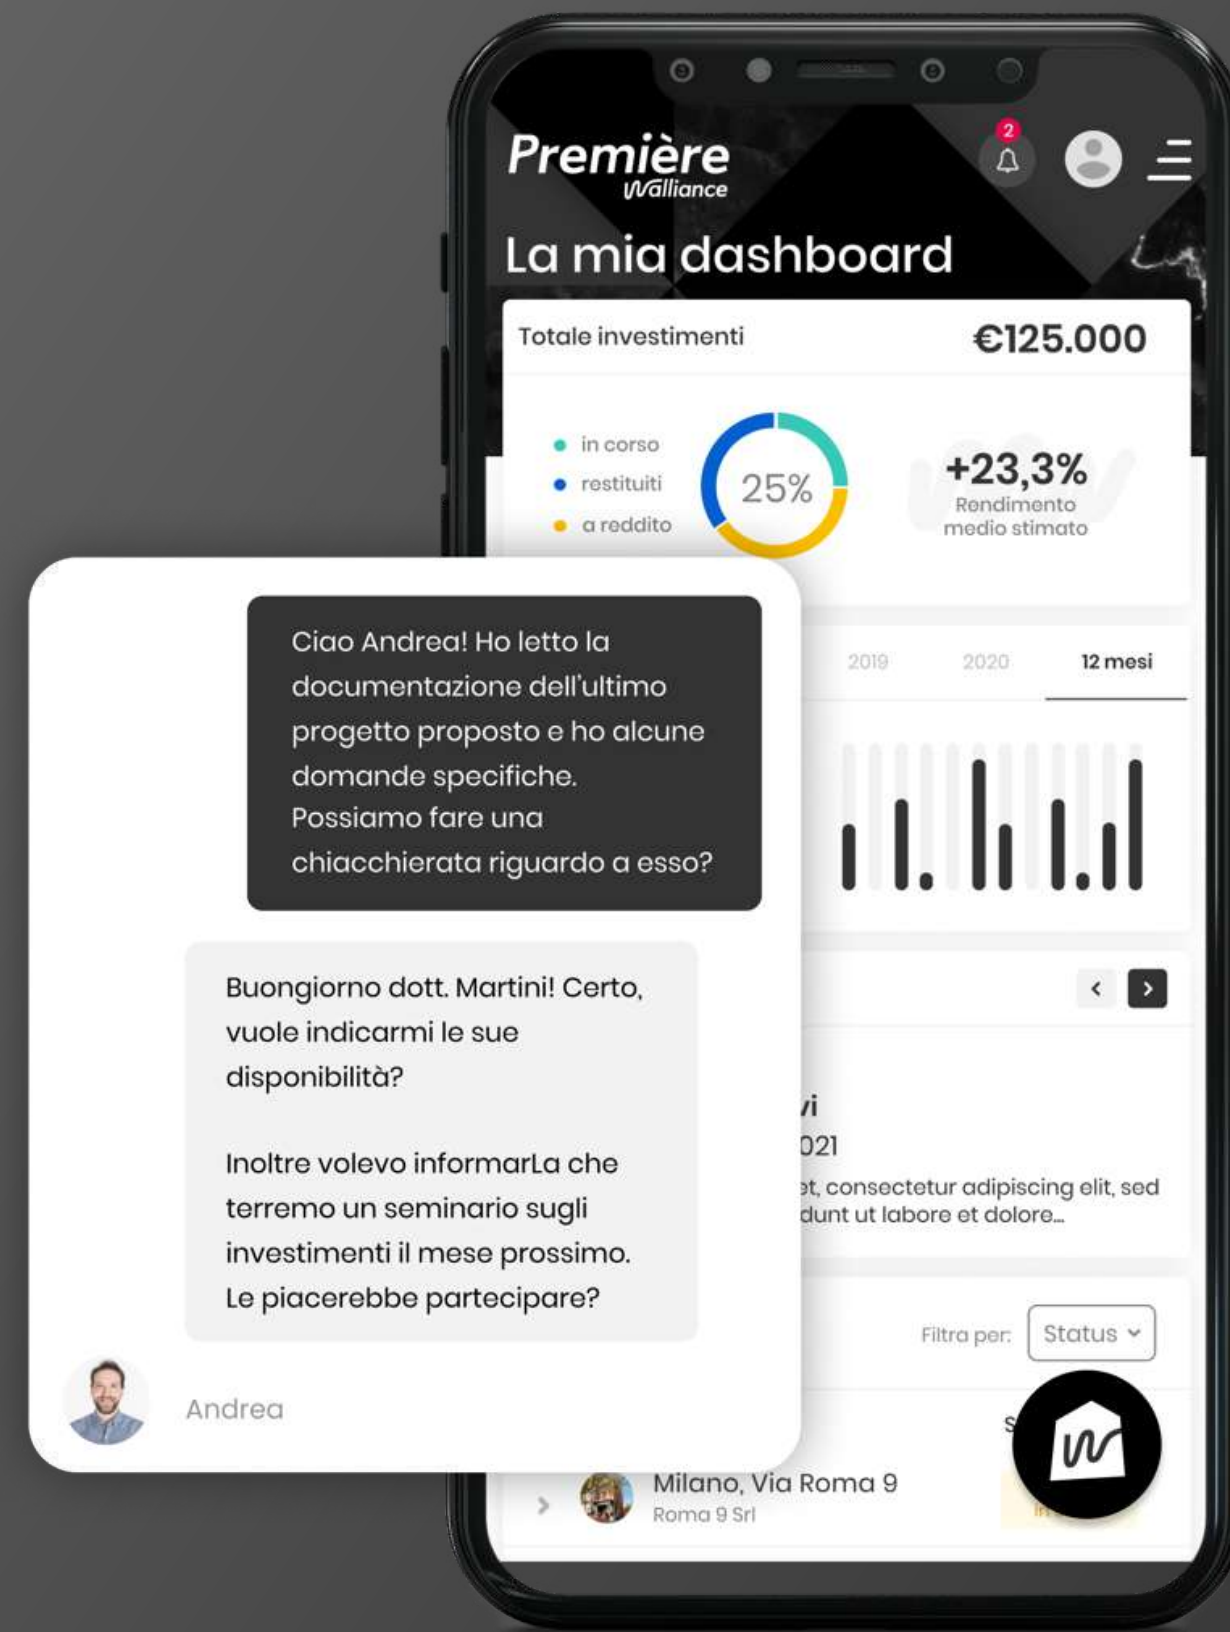 Première
Walliance
2
La mia dashboard
Totale investimenti
€125.000
in corso
restituiti
a reddito
25%
+23,3%
Rendimento
medio stimato
2019
2020
12 mesi
Ciao Andrea! Ho letto la
documentazione dell'ultimo
progetto proposto e ho alcune
domande specifiche.
Possiamo fare una
chiacchierata riguardo a esso?
Buongiorno dott. Martini! Certo,
vuole indicarmi le sue
disponibilità?
Inoltre volevo informarLa che
terremo un seminario sugli
investimenti il mese prossimo.
Le piacerebbe partecipare?
Andrea
consectetur adipiscing elit, sed
ut labore et dolore...
Filtra per:
Status
Milano, Via Roma 9
Roma 9 Srl